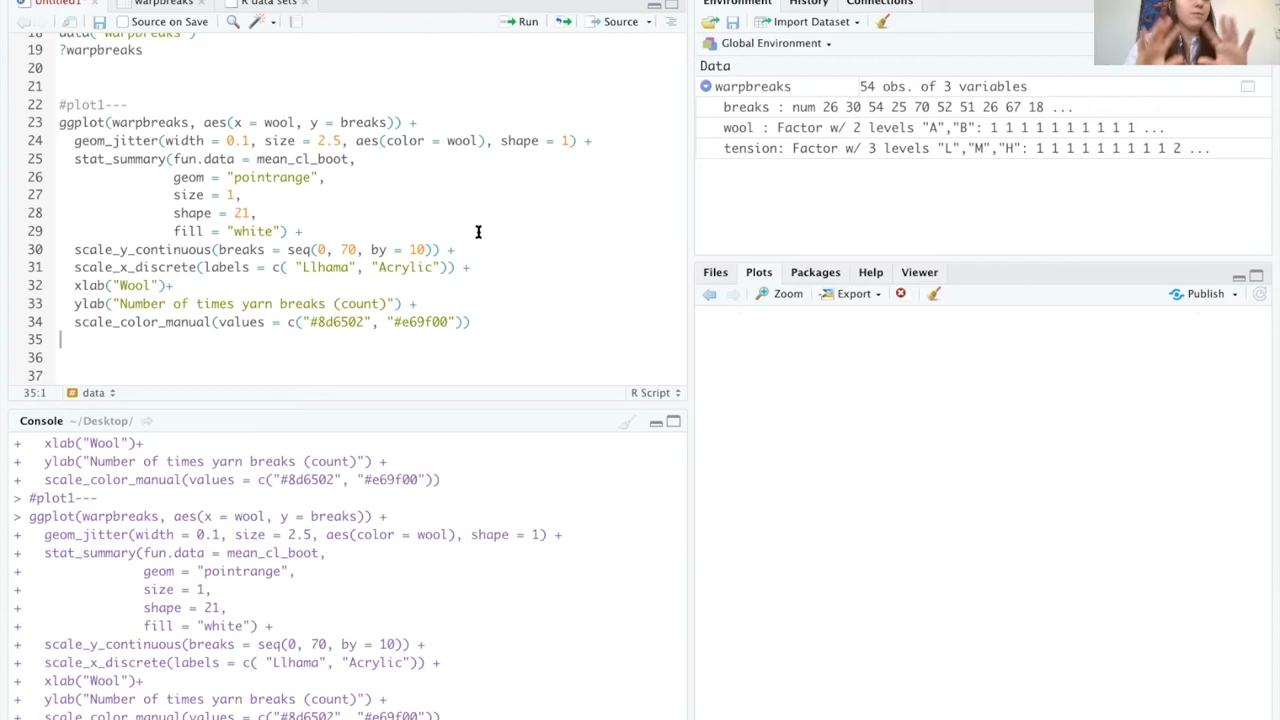 Untitled1* warpbreaks R data sets
Source on Save Run Source
18 data("warpbreaks")
19 ?warpbreaks
20
21
22 #plot1---
23 ggplot(warpbreaks, aes(x = wool, y = breaks)) +
24 geom_jitter(width = 0.1, size = 2.5, aes(color = wool), shape = 1) +
25 stat_summary(fun.data = mean_cl_boot,
26 geom = "pointrange",
27 size = 1,
28 shape = 21,
29 fill = "white") +
30 scale_y_continuous(breaks = seq(0, 70, by = 10)) +
31 scale_x_discrete(labels = c( "Llhama", "Acrylic")) +
32 xlab("Wool")+
33 ylab("Number of times yarn breaks (count)") +
34 scale_color_manual(values = c("#8d6502", "#e69f00"))
35
36
37
35:1 # data R Script
Console ~/Desktop/
+ xlab("Wool")+
+ ylab("Number of times yarn breaks (count)") +
+ scale_color_manual(values = c("#8d6502", "#e69f00"))
> #plot1---
> ggplot(warpbreaks, aes(x = wool, y = breaks)) +
+ geom_jitter(width = 0.1, size = 2.5, aes(color = wool), shape = 1) +
+ stat_summary(fun.data = mean_cl_boot,
+ geom = "pointrange",
+ size = 1,
+ shape = 21,
+ fill = "white") +
+ scale_y_continuous(breaks = seq(0, 70, by = 10)) +
+ scale_x_discrete(labels = c( "Llhama", "Acrylic")) +
+ xlab("Wool")+
+ ylab("Number of times yarn breaks (count)") +
+ scale_color_manual(values = c("#8d6502", "#e69f00"))
Environment History Connections
Import Dataset
Global Environment
Data
warpbreaks 54 obs. of 3 variables
breaks : num 26 30 54 25 70 52 51 26 67 18 ...
wool : Factor w/ 2 levels "A","B": 1 1 1 1 1 1 1 1 1 1 ...
tension: Factor w/ 3 levels "L","M","H": 1 1 1 1 1 1 1 1 1 2 ...
Files Plots Packages Help Viewer
Zoom Export Publish